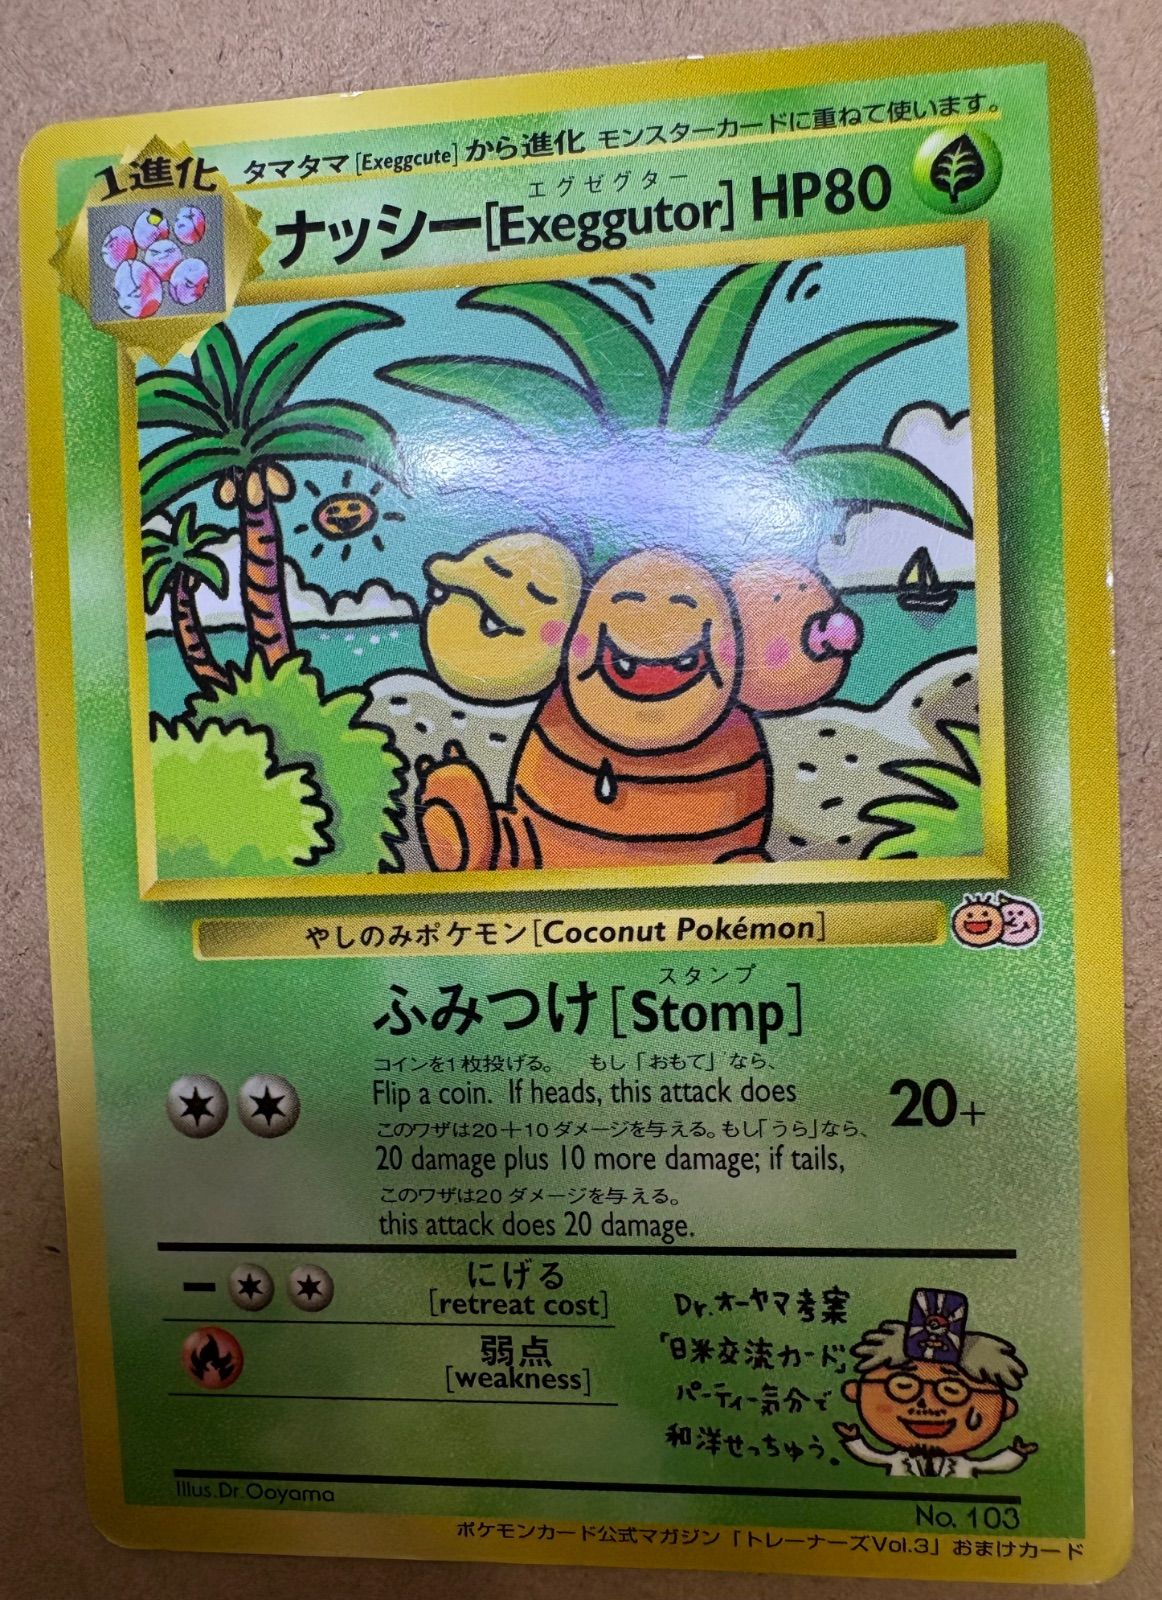 1進化
タマタマ[Exeggcute]から進化 モンスターカードに重ねて使います。
エグゼグター
ナッシー[Exeggutor] HP80
やしのみポケモン[Coconut Pokémon]
スタンプ
ふみつけ[Stomp]
コインを1枚投げる。 もし「おもて」なら、
Flip a coin. If heads, this attack does
20+
このワザは20+10ダメージを与える。もし「うら」なら、
20 damage plus 10 more damage; if tails,
このワザは20ダメージを与える。
this attack does 20 damage.
にげる
[retreat cost]
弱点
[weakness]
Dr.オーヤマ考案
「日米交流カード」
パーティー気分で
和洋せっちゅう。
Illus.Dr.Ooyama
No. 103
ポケモンカード公式マガジン「トレーナーズVol.3」おまけカード